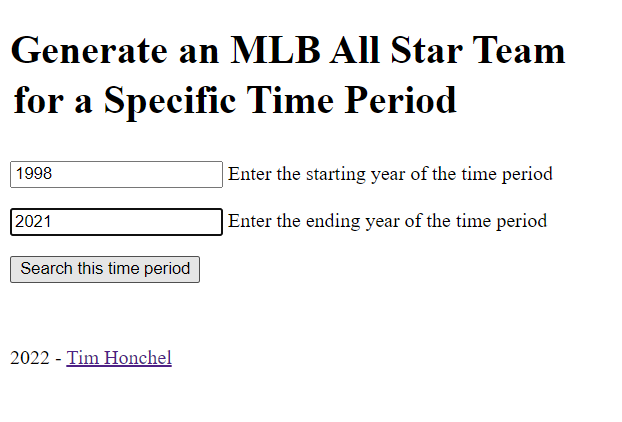 Generate an MLB All Star Team
for a Specific Time Period
1998 Enter the starting year of the time period
2021 Enter the ending year of the time period
Search this time period
2022 - Tim Honchel